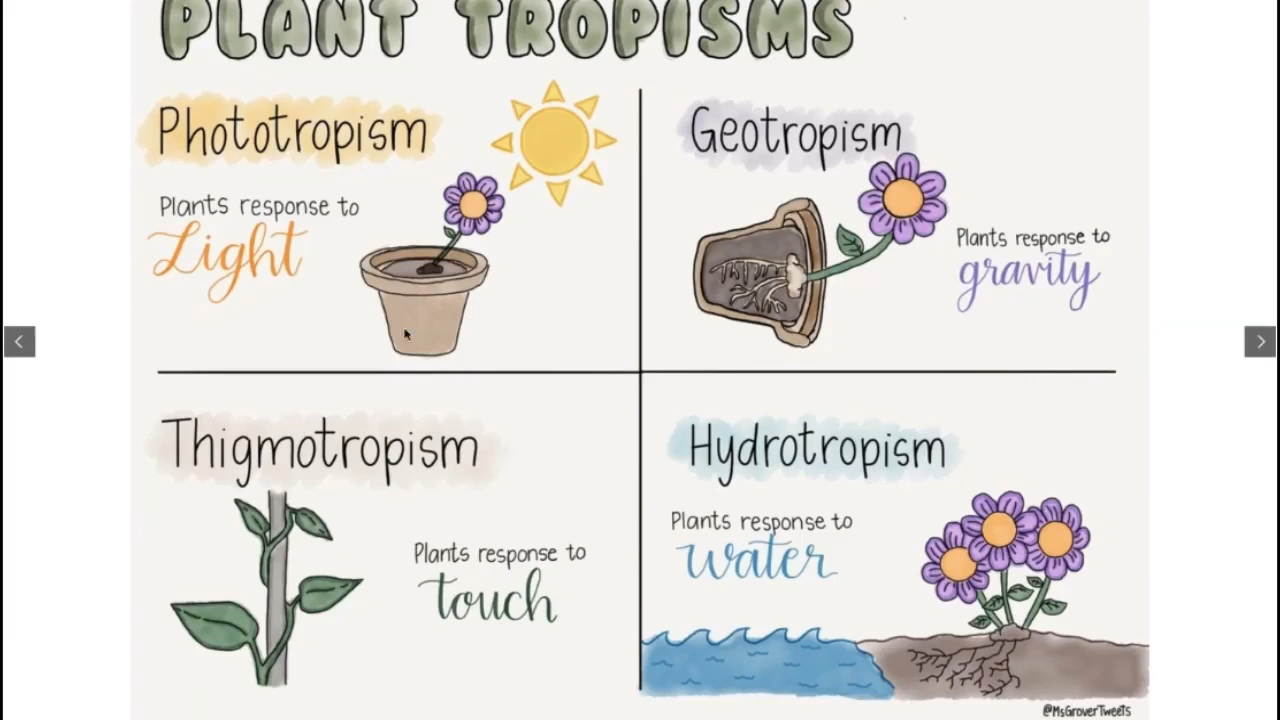 PLANT TROPISMS
Phototropism
Plants response to
Light
Geotropism
Plants response to
gravity
Thigmotropism
Plants response to
touch
Hydrotropism
Plants response to
water
@MsGroverTweets